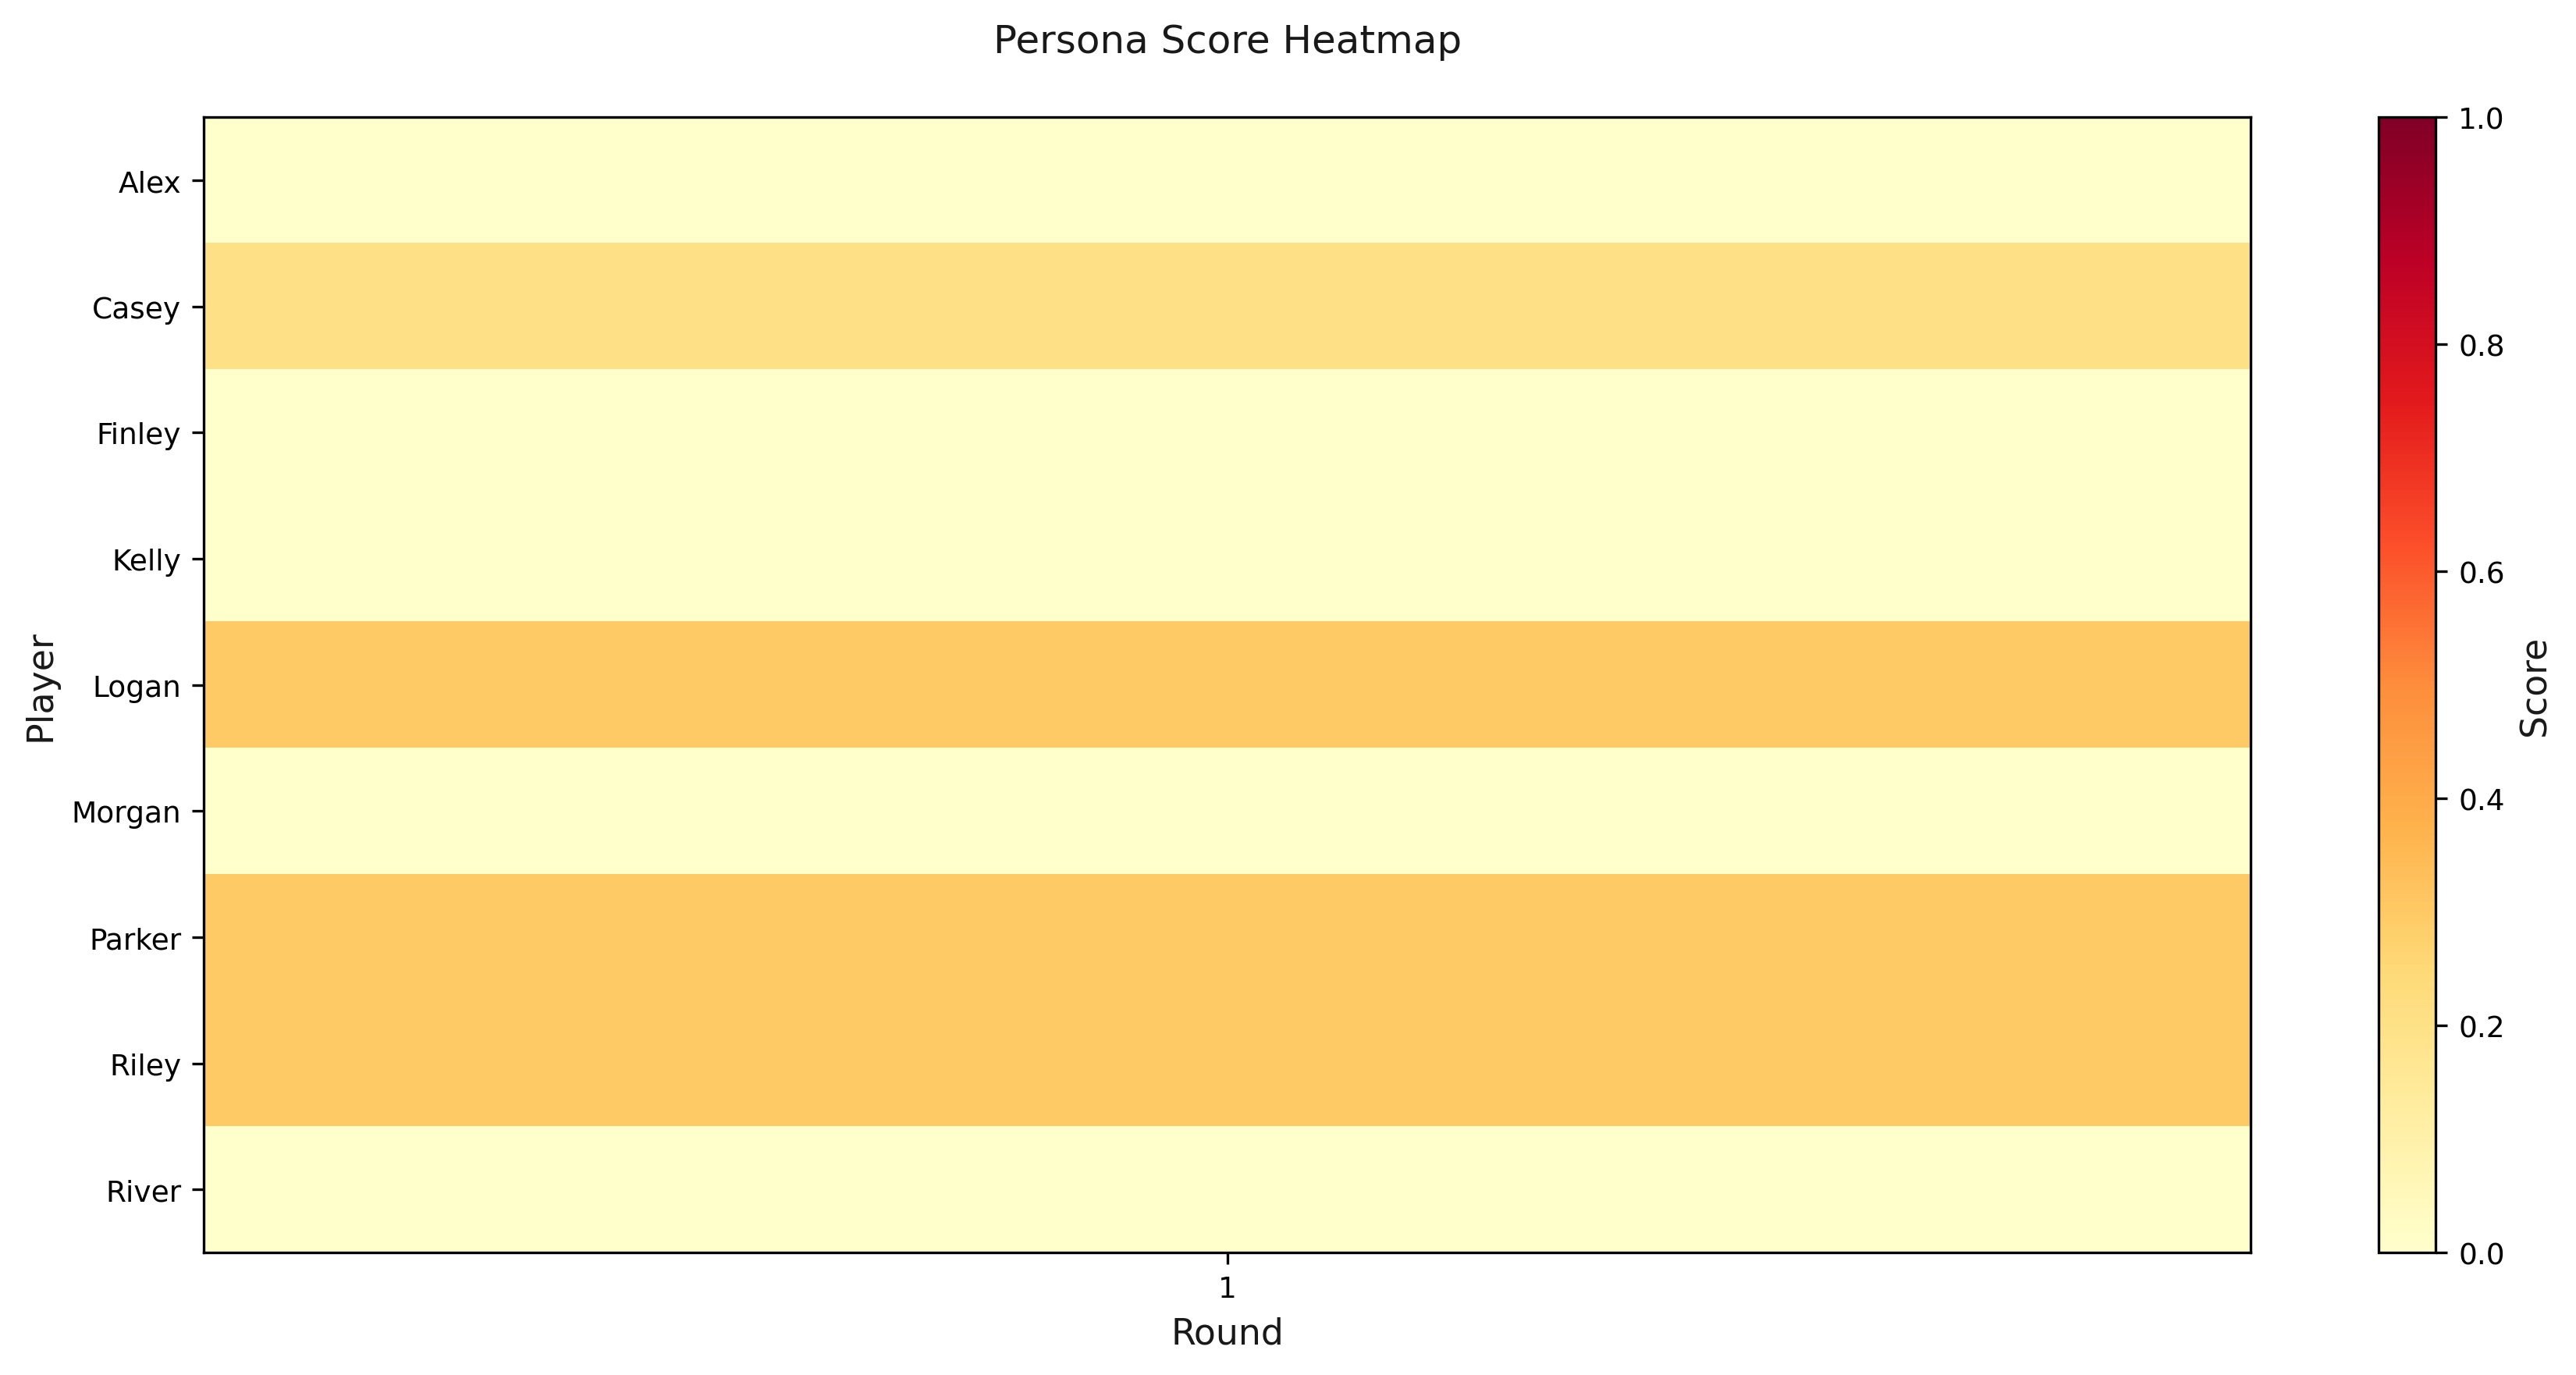 Persona Score Heatmap
Player
Alex
Casey
Finley
Kelly
Logan
Morgan
Parker
Riley
River
1
Round
1.0
0.8
0.6
0.4
0.2
0.0
Score